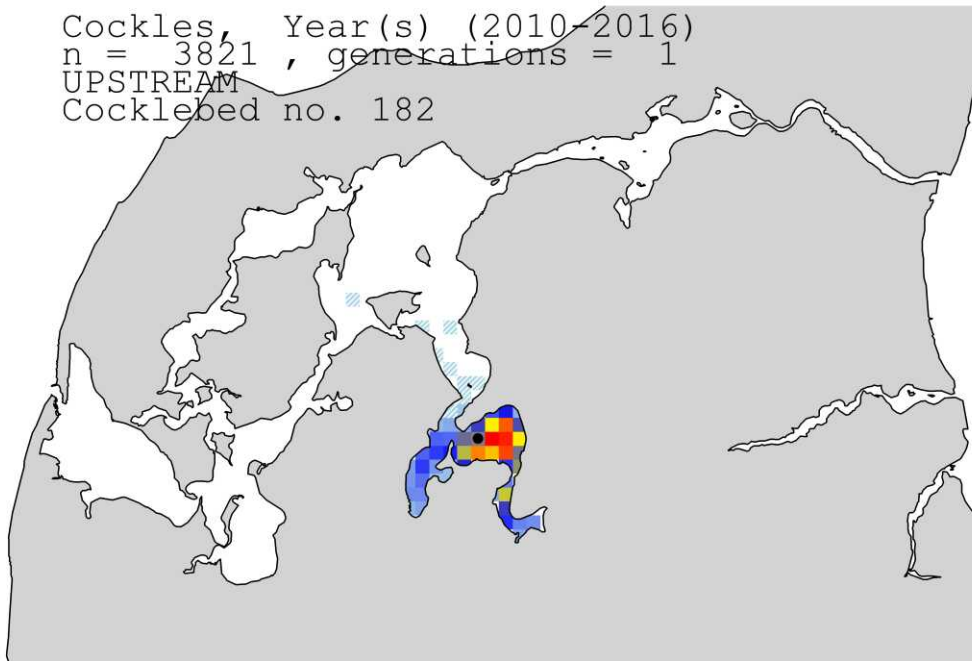 Cockles, Year(s) (2010-2016)
n = 3821 , generations = 1
UPSTREAM
Cocklebed no. 182